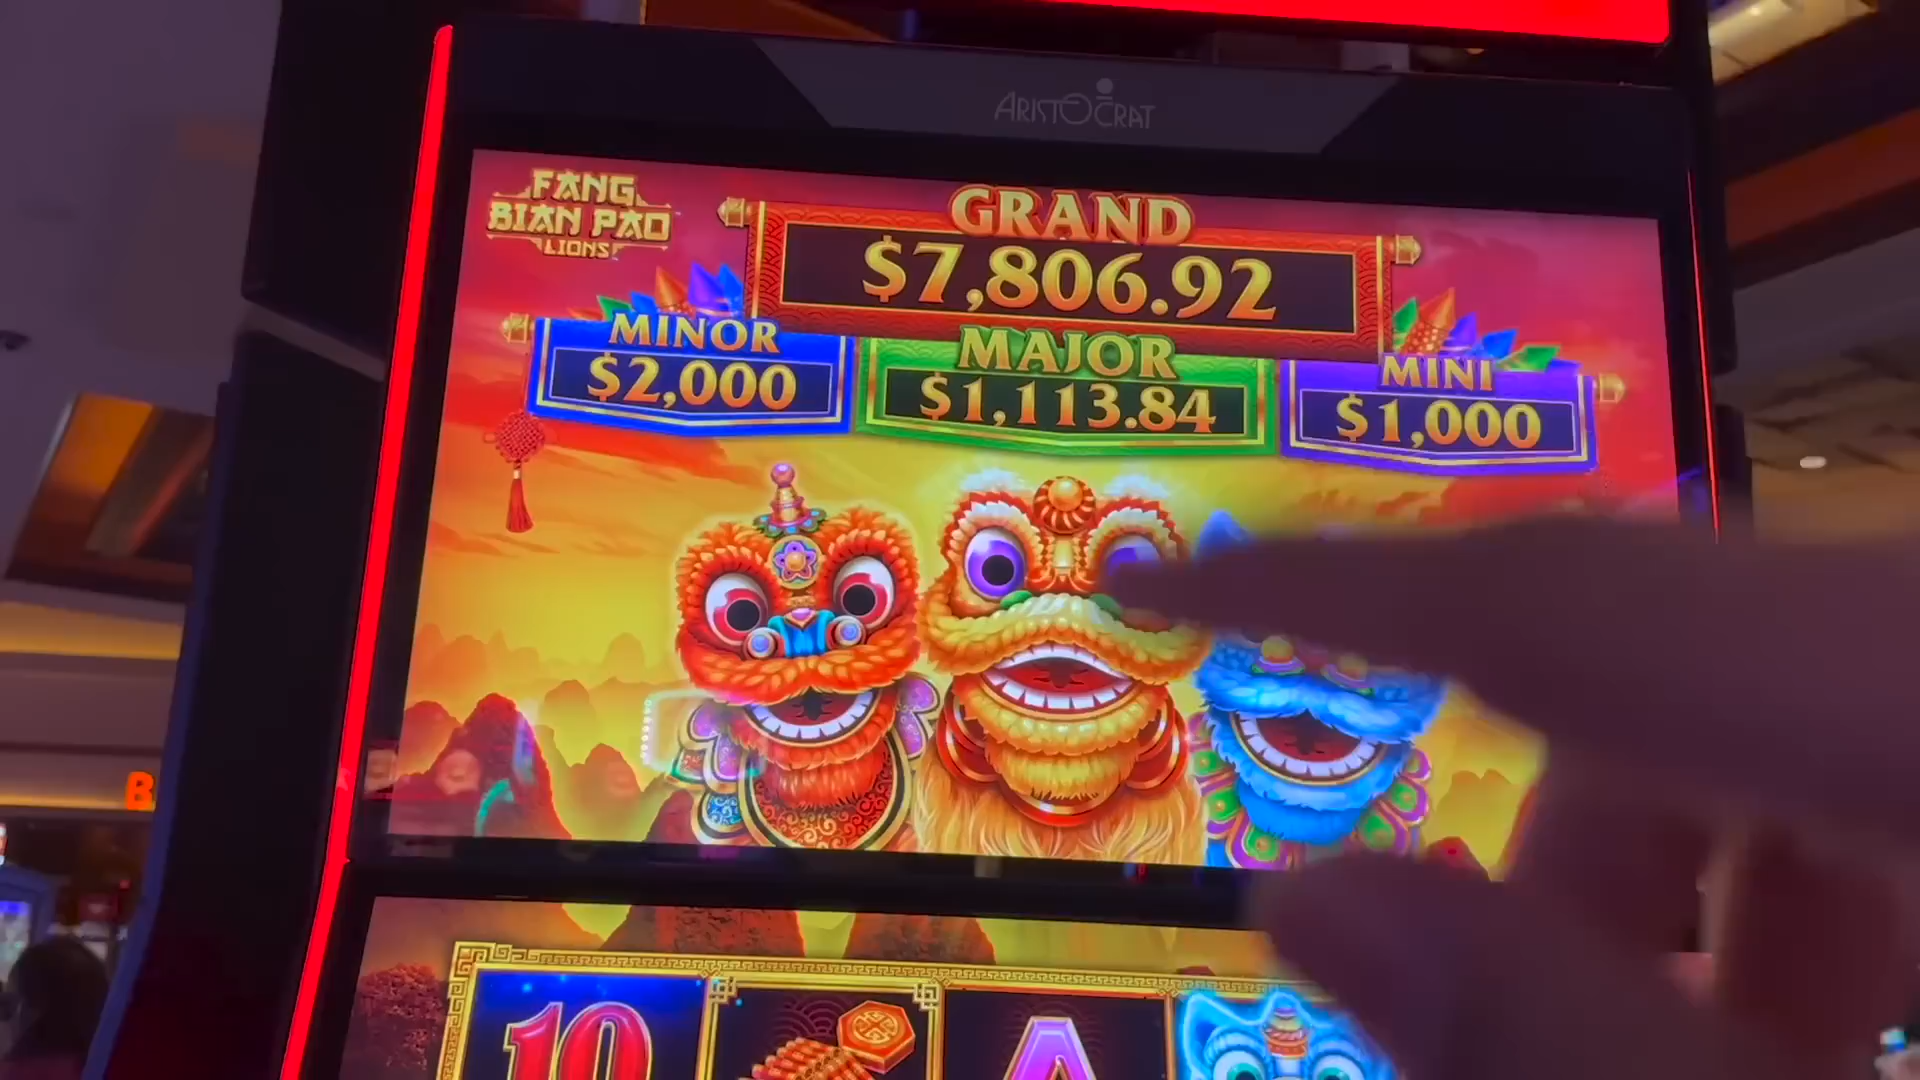 ARISTOCRAT
FANG
BIAN PAO
LIONS
GRAND
$7,806.92
MINOR
$2,000
MAJOR
$1,113.84
MINI
$1,000
B
10
A